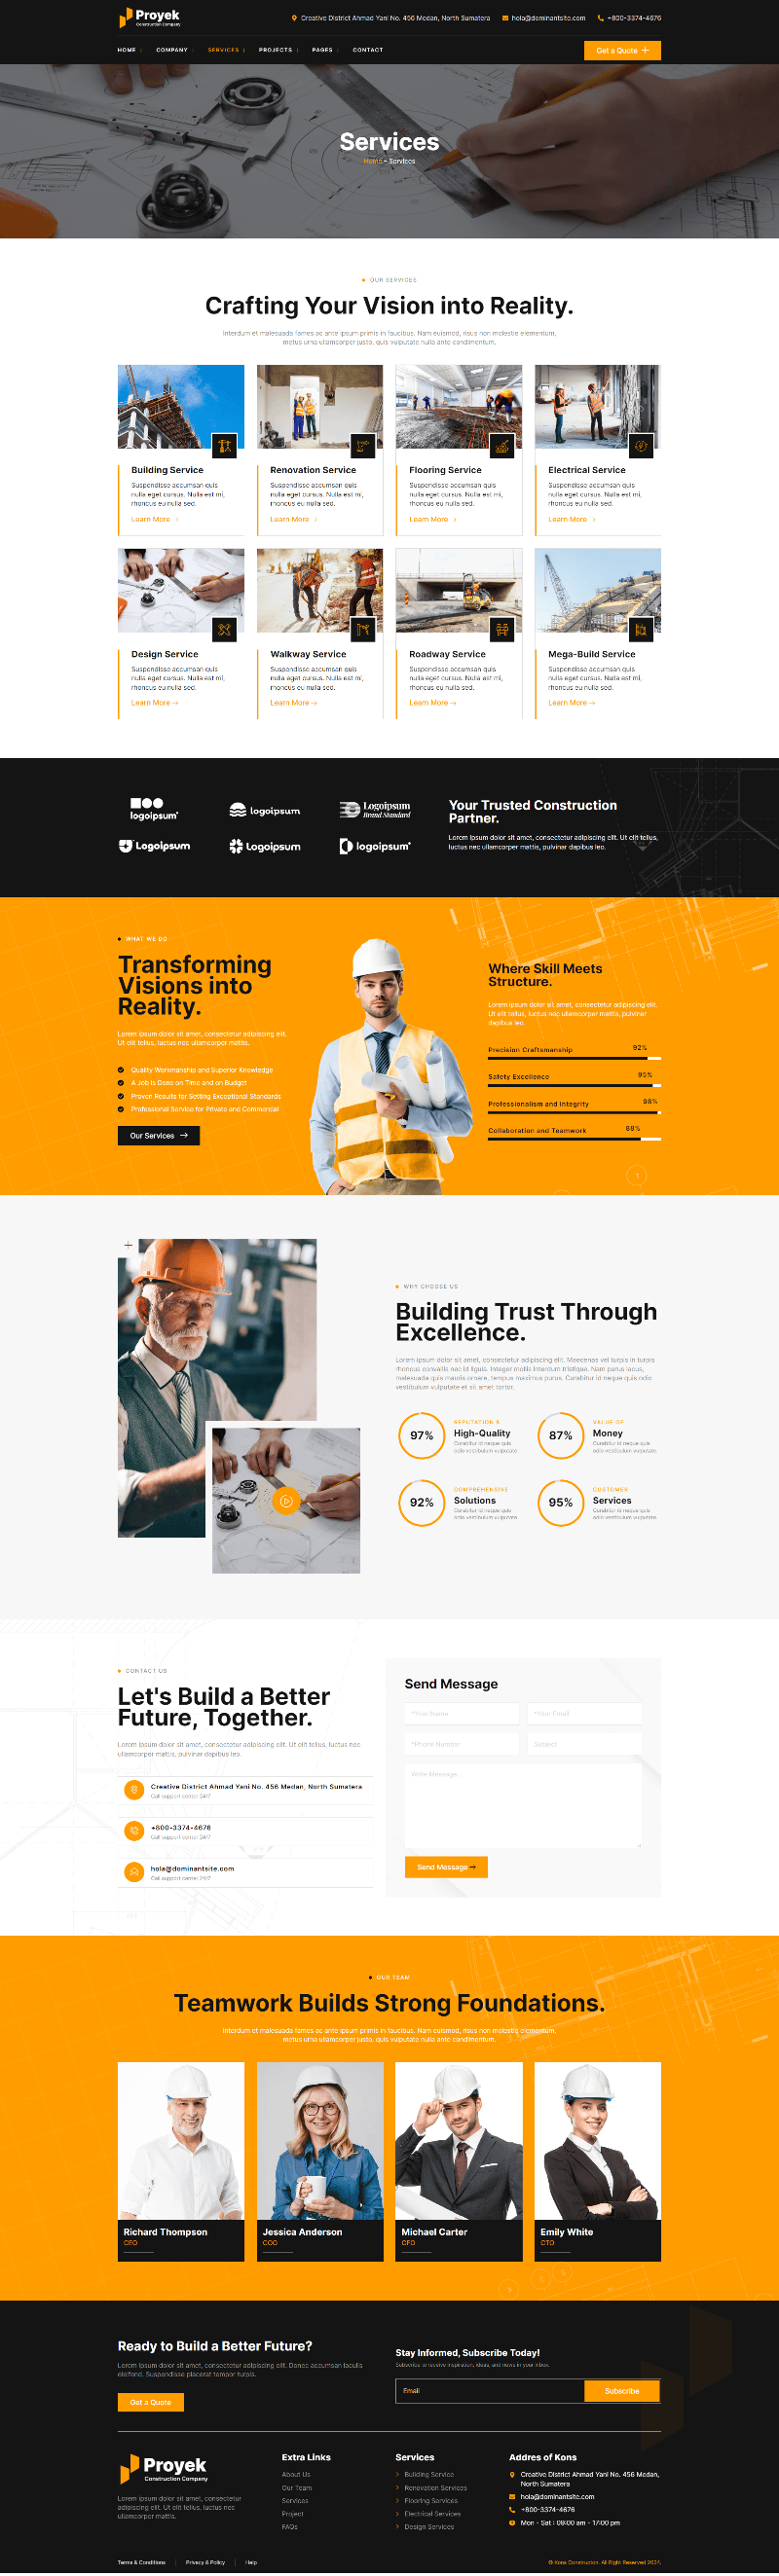 Proyek
Construction Company
Creative District Ahmad Yani No. 456 Medan, North Sumatera
hola@dominantsite.com
+800-3374-4676
HOME
COMPANY
SERVICES
PROJECTS
PAGES
CONTACT
Get a Quote
Services
Home - Services
OUR SERVICES
Crafting Your Vision into Reality.
Interdum et malesuada fames ac ante ipsum primis in faucibus. Nam euismod, risus non molestie elementum,
metus urna ullamcorper justo, quis vulputate nulla ante condimentum.
Building Service
Suspendisse accumsan quis
nulla eget cursus. Nulla est mi,
rhoncus eu nulla sed.
Learn More
Renovation Service
Suspendisse accumsan quis
nulla eget cursus. Nulla est mi,
rhoncus eu nulla sed.
Learn More
Flooring Service
Suspendisse accumsan quis
nulla eget cursus. Nulla est mi,
rhoncus eu nulla sed.
Learn More
Electrical Service
Suspendisse accumsan quis
nulla eget cursus. Nulla est mi,
rhoncus eu nulla sed.
Learn More
Design Service
Suspendisse accumsan quis
nulla eget cursus. Nulla est mi,
rhoncus eu nulla sed.
Learn More
Walkway Service
Suspendisse accumsan quis
nulla eget cursus. Nulla est mi,
rhoncus eu nulla sed.
Learn More
Roadway Service
Suspendisse accumsan quis
nulla eget cursus. Nulla est mi,
rhoncus eu nulla sed.
Learn More
Mega-Build Service
Suspendisse accumsan quis
nulla eget cursus. Nulla est mi,
rhoncus eu nulla sed.
Learn More
logoipsum
logoipsum
Logoipsum
Brand Standard
Logoipsum
Logoipsum
logoipsum
Your Trusted Construction
Partner.
Lorem ipsum dolor sit amet, consectetur adipiscing elit. Ut elit tellus,
luctus nec ullamcorper mattis, pulvinar dapibus leo.
WHAT WE DO
Transforming
Visions into
Reality.
Lorem ipsum dolor sit amet, consectetur adipiscing elit.
Ut elit tellus, luctus nec ullamcorper mattis.
Quality Workmanship and Superior Knowledge
A Job is Done on Time and on Budget
Proven Results for Setting Exceptional Standards
Professional Service for Private and Commercial
Our Services
Where Skill Meets
Structure.
Lorem ipsum dolor sit amet, consectetur adipiscing elit.
Ut elit tellus, luctus nec ullamcorper mattis, pulvinar
dapibus leo.
Precision Craftsmanship 92%
Safety Excellence 95%
Professionalism and Integrity 98%
Collaboration and Teamwork 88%
WHY CHOOSE US
Building Trust Through
Excellence.
Lorem ipsum dolor sit amet, consectetur adipiscing elit. Maecenas vel turpis in turpis
rhoncus convallis nec id ligula. Integer mollis interdum tristique. Nam purus lacus,
malesuada quis mauris ornare, tempus maximus purus. Curabitur id neque quis odio
vestibulum vulputate et sit amet tortor.
97%
REPUTATION &
High-Quality
Curabitur id neque quis
odio vestibulum vulputate.
87%
VALUE OF
Money
Curabitur id neque quis
odio vestibulum vulputate.
92%
COMPREHENSIVE
Solutions
Curabitur id neque quis
odio vestibulum vulputate.
95%
CUSTOMER
Services
Curabitur id neque quis
odio vestibulum vulputate.
CONTACT US
Let's Build a Better
Future, Together.
Lorem ipsum dolor sit amet, consectetur adipiscing elit. Ut elit tellus, luctus nec
ullamcorper mattis, pulvinar dapibus leo.
Creative District Ahmad Yani No. 456 Medan, North Sumatera
Call support center 24/7
+800-3374-4676
Call support center 24/7
hola@dominantsite.com
Call support center 24/7
Send Message
*Your Name
*Your Email
*Phone Number
Subject
Write Message
Send Message
OUR TEAM
Teamwork Builds Strong Foundations.
Interdum et malesuada fames ac ante ipsum primis in faucibus. Nam euismod, risus non molestie elementum,
metus urna ullamcorper justo, quis vulputate nulla ante condimentum.
Richard Thompson
CEO
Jessica Anderson
COO
Michael Carter
CFO
Emily White
CTO
Ready to Build a Better Future?
Lorem ipsum dolor sit amet, consectetur adipiscing elit. Donec accumsan iaculis
eleifend. Suspendisse placerat tempor turpis.
Get a Quote
Stay Informed, Subscribe Today!
Subscribe to receive inspiration, ideas, and news in your inbox.
Email
Subscribe
Proyek
Construction Company
Lorem ipsum dolor sit amet, consectetur
adipiscing elit. Ut elit tellus, luctus nec
ullamcorper mattis.
Extra Links
About Us
Our Team
Services
Project
FAQs
Services
Building Service
Renovation Services
Flooring Services
Electrical Services
Design Services
Addres of Kons
Creative District Ahmad Yani No. 456 Medan,
North Sumatera
hola@dominantsite.com
+800-3374-4676
Mon - Sat : 09:00 am - 17:00 pm
Terms & Conditions
Privacy & Policy
Help
© Kons Construction. All Right Reserved 2024.